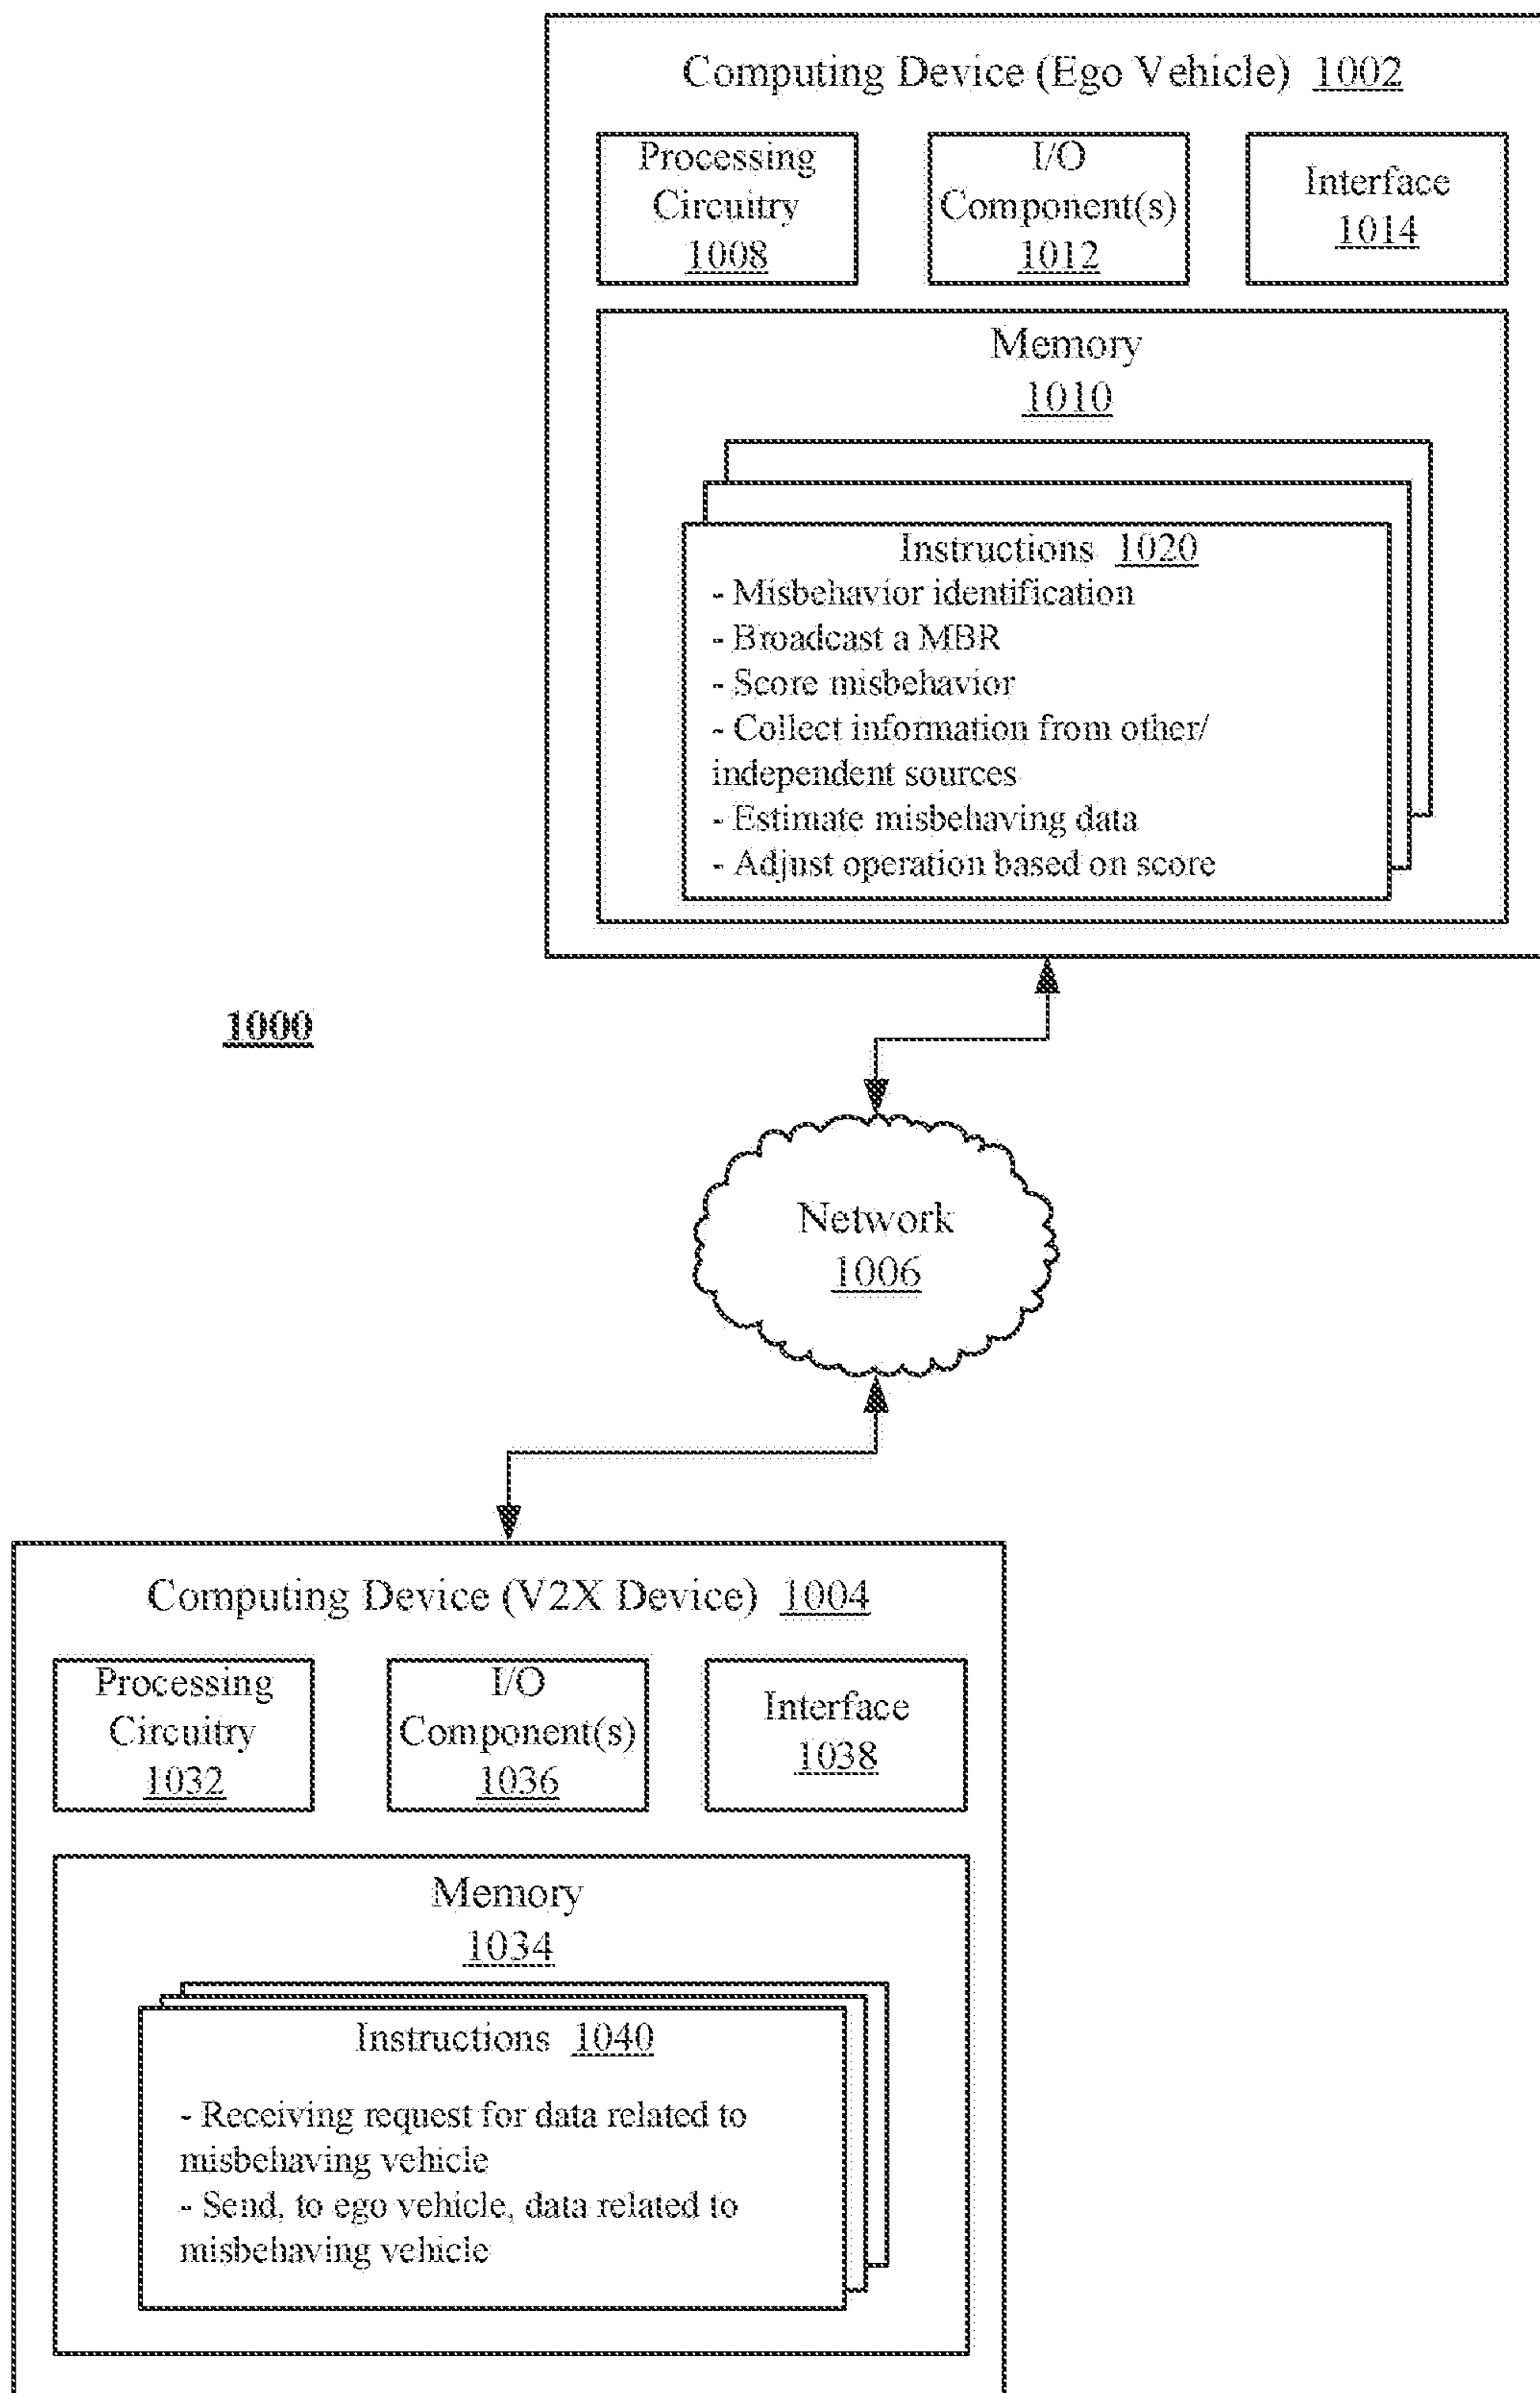 Computing Device (Ego Vehicle) 1002
Processing
Circuitry
1008
I/O
Component(s)
1012
Interface
1014
Memory
1010
Instructions 1020
- Misbehavior identification
- Broadcast a MBR
- Score misbehavior
- Collect information from other/
independent sources
- Estimate misbehaving data
- Adjust operation based on score
1000
Network
1006
Computing Device (V2X Device) 1004
Processing
Circuitry
1032
I/O
Component(s)
1036
Interface
1038
Memory
1034
Instructions 1040
- Receiving request for data related to
misbehaving vehicle
- Send, to ego vehicle, data related to
misbehaving vehicle